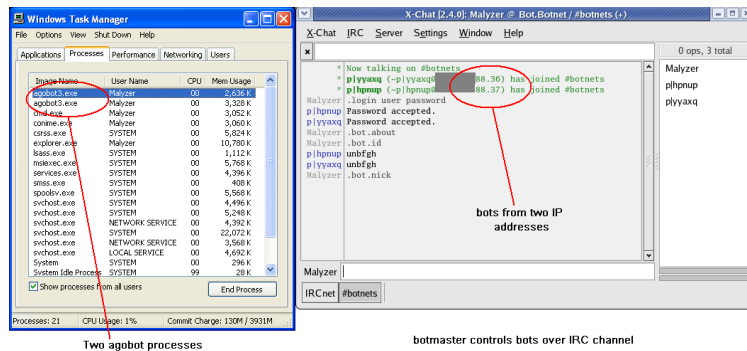 Windows Task Manager
File Options View Shut Down Help
Applications Processes Performance Networking Users
Image Name User Name CPU Mem Usage
agobot3.exe Malyzer 00 2,636 K
agobot3.exe Malyzer 00 3,328 K
cmd.exe Malyzer 00 3,052 K
conime.exe Malyzer 00 3,060 K
csrss.exe SYSTEM 00 5,824 K
explorer.exe Malyzer 00 10,780 K
lsass.exe SYSTEM 00 1,112 K
msiexec.exe SYSTEM 00 5,768 K
services.exe SYSTEM 00 4,396 K
smss.exe SYSTEM 00 408 K
spoolsv.exe SYSTEM 00 5,568 K
svchost.exe SYSTEM 00 4,496 K
svchost.exe SYSTEM 00 5,248 K
svchost.exe NETWORK SERVICE 00 4,392 K
svchost.exe SYSTEM 00 22,072 K
svchost.exe NETWORK SERVICE 00 3,568 K
svchost.exe LOCAL SERVICE 00 4,692 K
System SYSTEM 00 296 K
System Idle Process SYSTEM 99 28 K
Show processes from all users
End Process
Processes: 21 CPU Usage: 1% Commit Charge: 130M / 3931M
Two agobot processes
X-Chat [2.4.0]: Malyzer @ Bot.Botnet / #botnets (+)
X-Chat IRC Server Settings Window Help
0 ops, 3 total
* Now talking on #botnets
* p|yyaxq (~p|yyaxq@ 88.36) has joined #botnets
* p|hpnup (~p|hpnup@ 88.37) has joined #botnets
Malyzer .login user password
p|hpnup Password accepted.
p|yyaxq Password accepted.
Malyzer .bot.about
Malyzer .bot.id
p|hpnup unbfgh
p|yyaxq unbfgh
Malyzer .bot.nick
Malyzer
p|hpnup
p|yyaxq
bots from two IP
addresses
Malyzer
IRCnet #botnets
botmaster controls bots over IRC channel